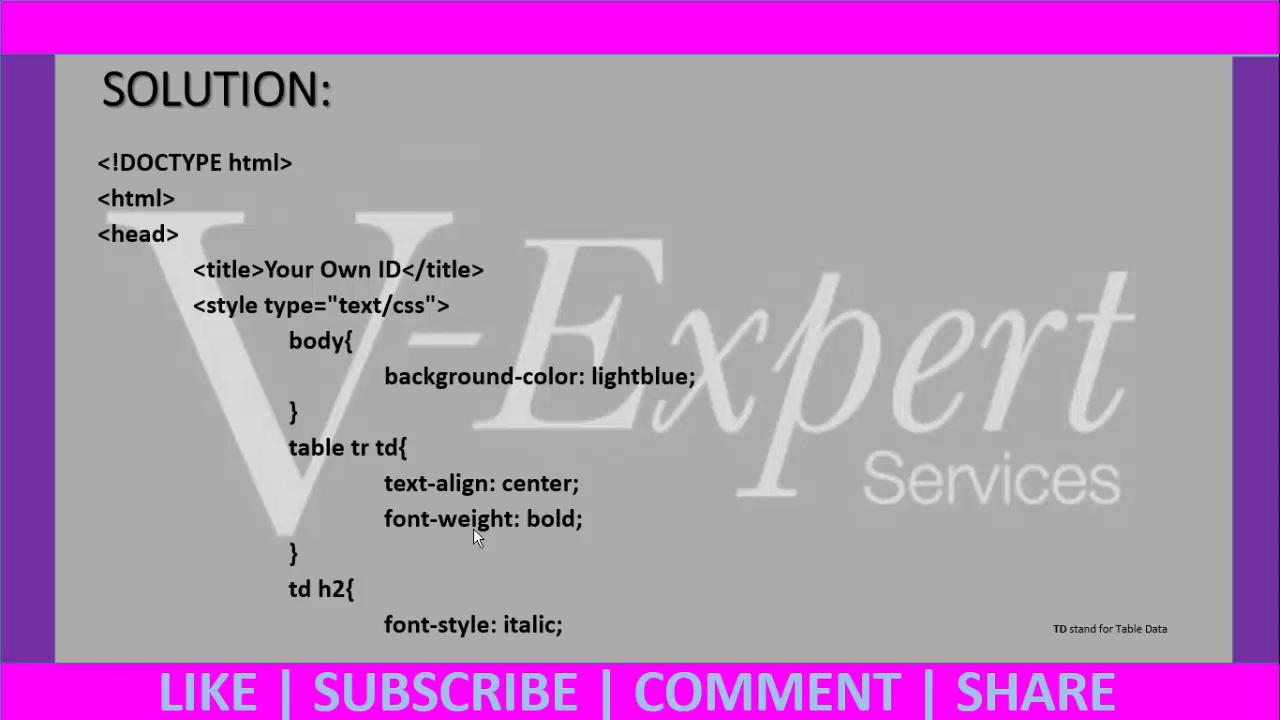 SOLUTION:
<!DOCTYPE html>
<html>
<head>
<title>Your Own ID</title>
<style type="text/css">
body{
background-color: lightblue;
}
table tr td{
text-align: center;
font-weight: bold;
}
td h2{
font-style: italic;
V-Expert
Services
TD stand for Table Data
LIKE | SUBSCRIBE | COMMENT | SHARE